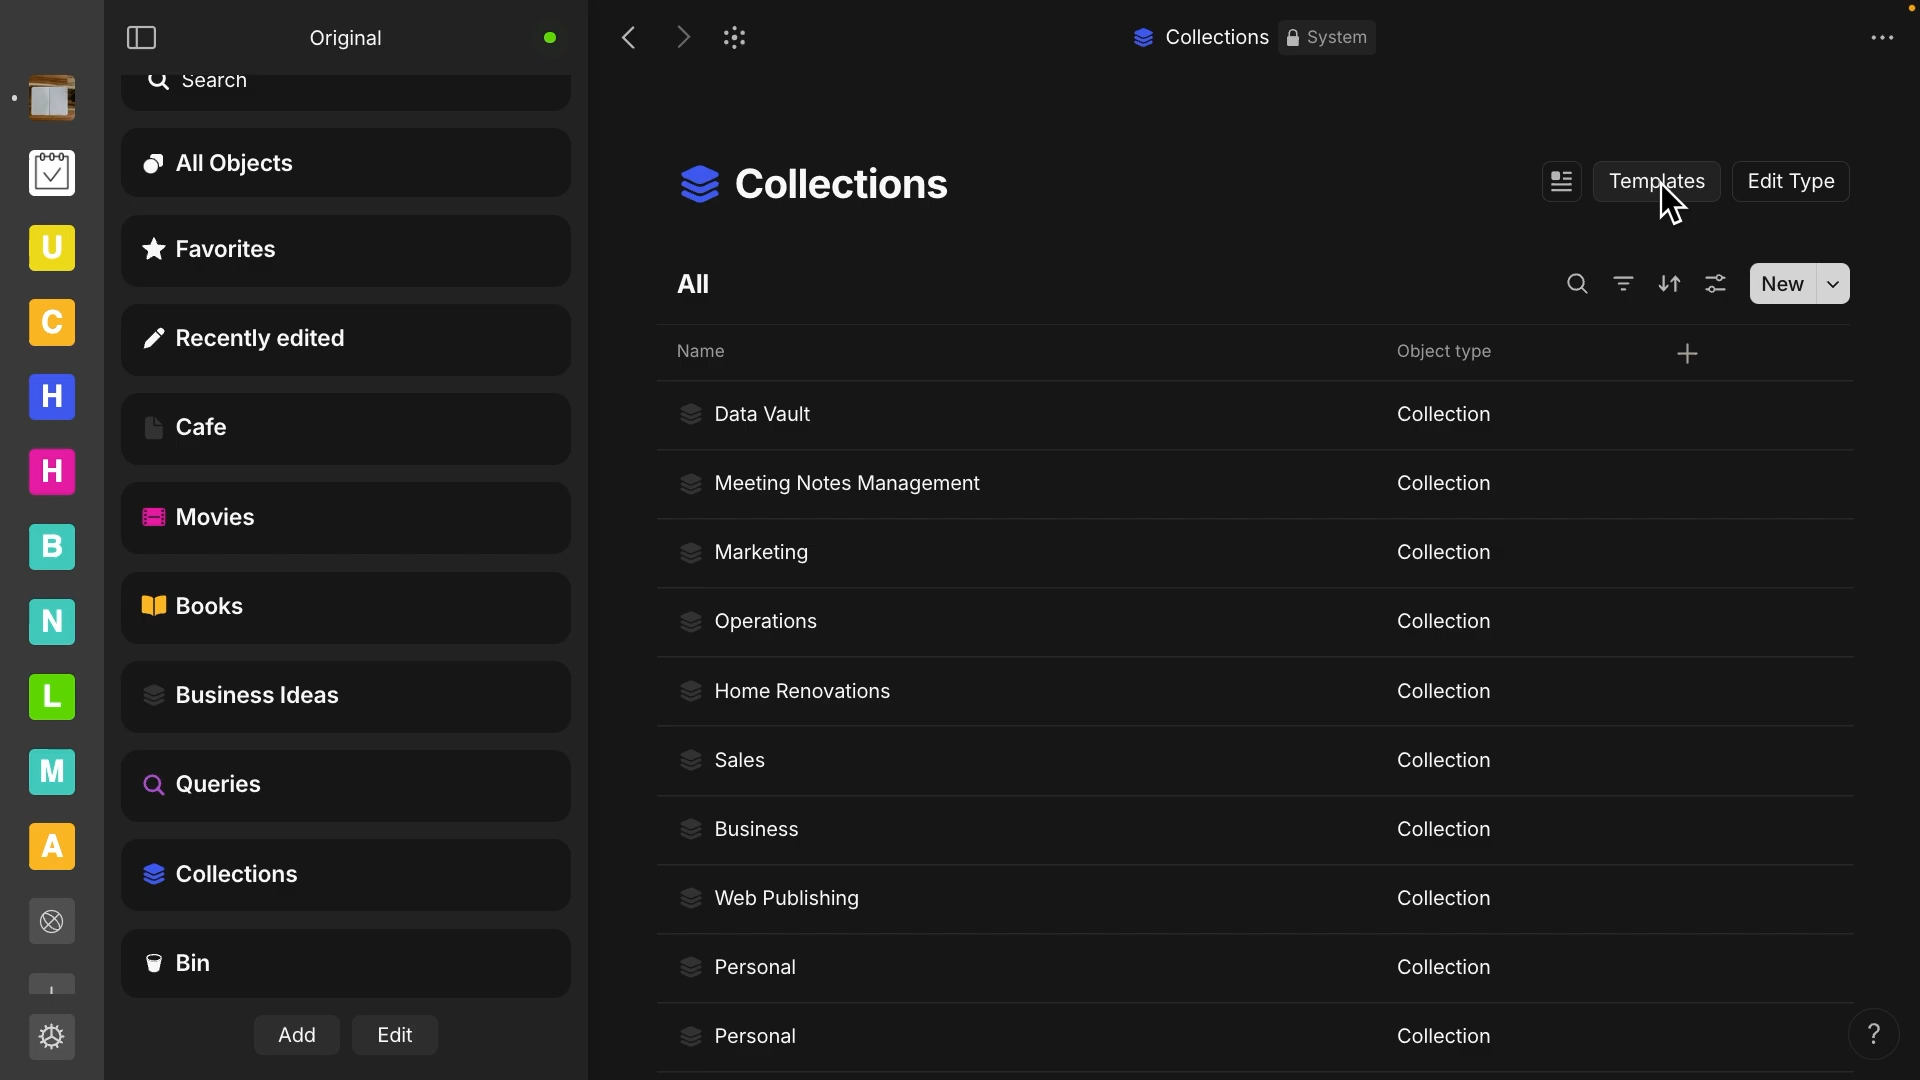 Original
Search
All Objects
Favorites
Recently edited
Cafe
Movies
Books
Business Ideas
Queries
Collections
Bin
Add
Edit
U
C
H
H
B
N
L
M
A
Collections
System
Collections
Templates
Edit Type
All
New
Name
Object type
Data Vault
Collection
Meeting Notes Management
Collection
Marketing
Collection
Operations
Collection
Home Renovations
Collection
Sales
Collection
Business
Collection
Web Publishing
Collection
Personal
Collection
Personal
Collection
?